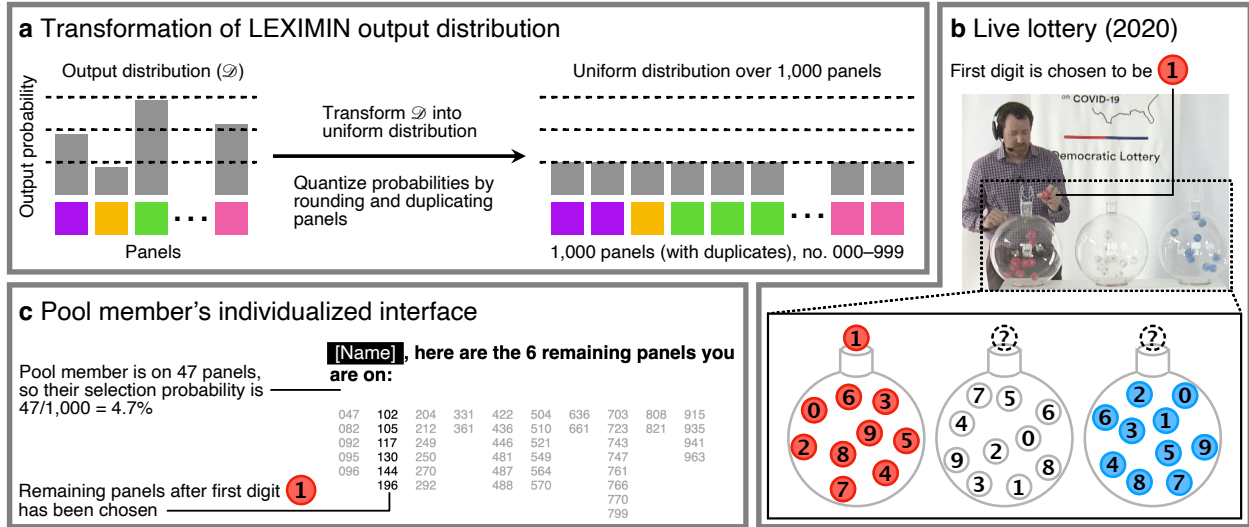 a Transformation of LEXIMIN output distribution
Output probability
Output distribution (𝒟)
Panels
Transform 𝒟 into
uniform distribution
Quantize probabilities by
rounding and duplicating
panels
Uniform distribution over 1,000 panels
1,000 panels (with duplicates), no. 000–999
b Live lottery (2020)
First digit is chosen to be 1
on COVID-19
Democratic Lottery
1 ? ?
0 6 3 2 8 9 5 7 4
7 5 6 4 0 9 2 8 3 1
2 0 6 3 1 5 9 4 8 7
c Pool member's individualized interface
[Name], here are the 6 remaining panels you
are on:
Pool member is on 47 panels,
so their selection probability is
47/1,000 = 4.7%
047 102 204 331 422 504 636 703 808 915
082 105 212 361 436 510 661 723 821 935
092 117 249 446 521 743 941
095 130 250 481 549 747 963
096 144 270 487 564 761
196 292 488 570 766
770
799
Remaining panels after first digit 1
has been chosen